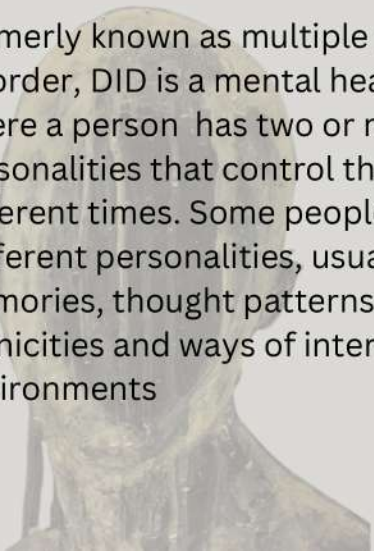 merly known as multiple
order, DID is a mental hea
ere a person has two or
sonalities that control th
erent times. Some peopl
ferent personalities, usua
mories, thought patterns
nicities and ways of inter
ironments